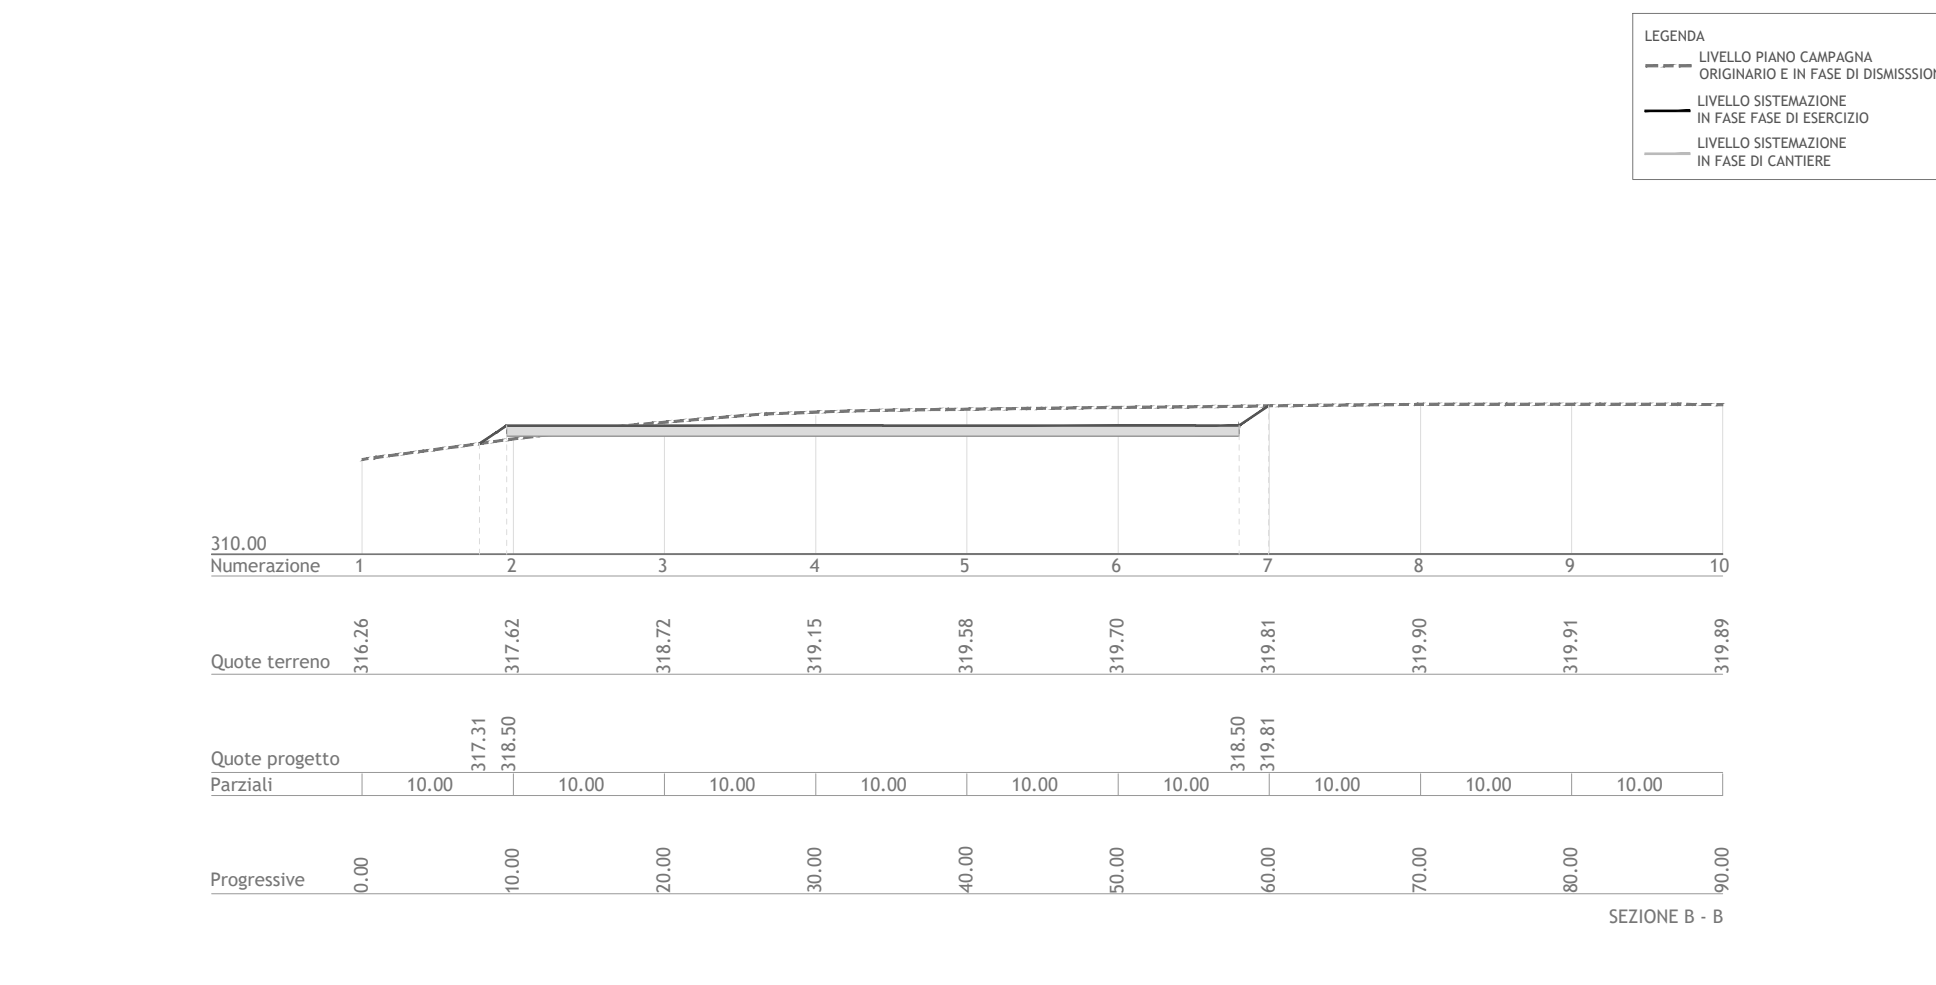 LEGENDA
LIVELLO PIANO CAMPAGNA
ORIGINARIO E IN FASE DI DISMISSSION
LIVELLO SISTEMAZIONE
IN FASE FASE DI ESERCIZIO
LIVELLO SISTEMAZIONE
IN FASE DI CANTIERE
310.00
Numerazione 1 2 3 4 5 6 7 8 9 10
Quote terreno 316.26 317.62 318.72 319.15 319.58 319.70 319.81 319.90 319.91 319.89
Quote progetto 317.31 318.50 318.50 319.81
Parziali 10.00 10.00 10.00 10.00 10.00 10.00 10.00 10.00 10.00
Progressive 0.00 10.00 20.00 30.00 40.00 50.00 60.00 70.00 80.00 90.00
SEZIONE B - B